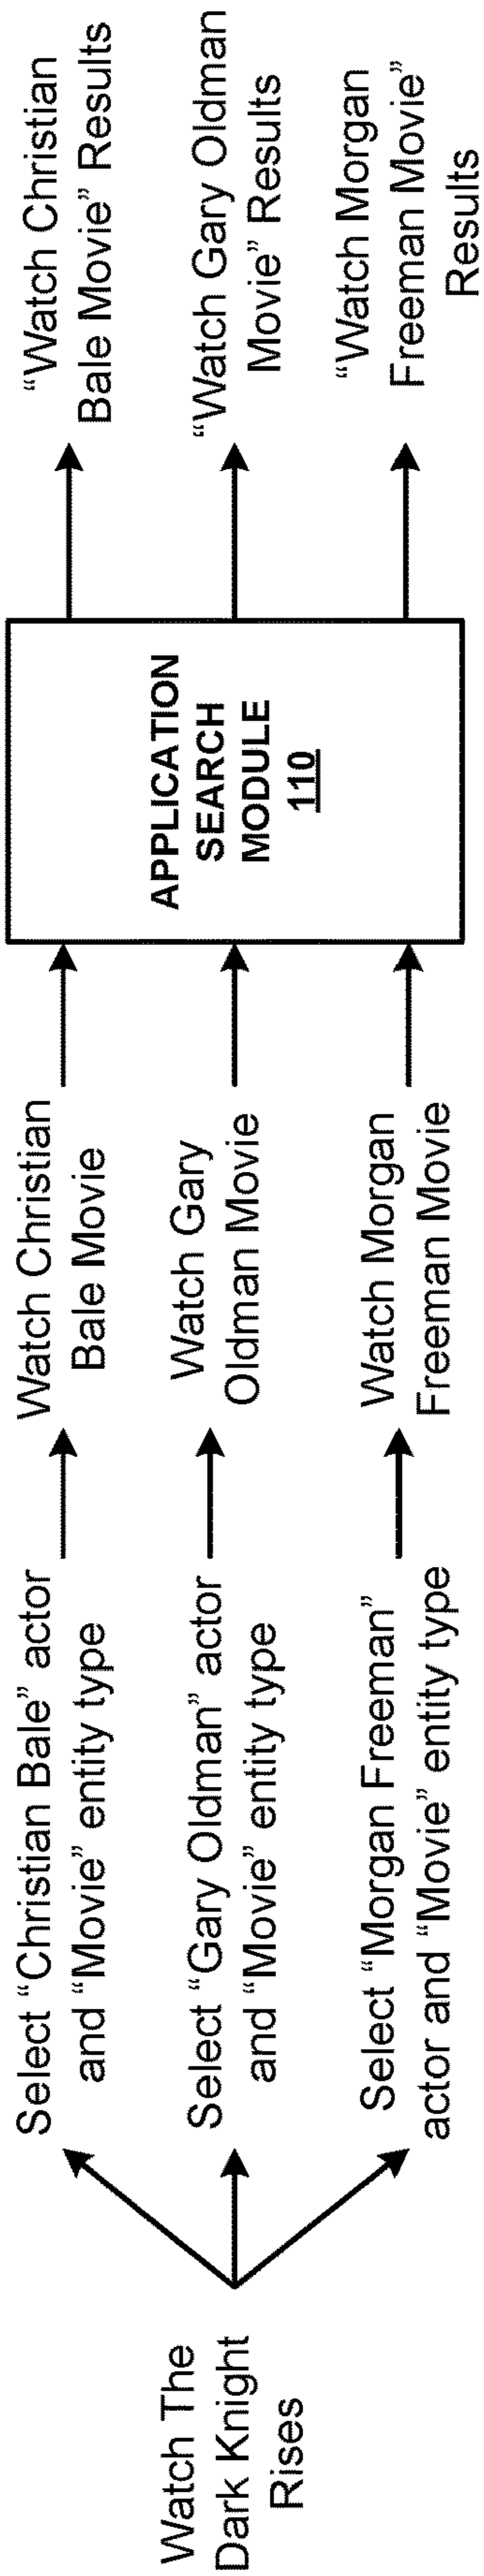 Watch The
Dark Knight
Rises
Select “Christian Bale” actor
and “Movie” entity type
Select “Gary Oldman” actor
and “Movie” entity type
Select “Morgan Freeman”
actor and “Movie” entity type
Watch Christian
Bale Movie
Watch Gary
Oldman Movie
Watch Morgan
Freeman Movie
APPLICATION
SEARCH
MODULE
110
“Watch Christian
Bale Movie” Results
“Watch Gary Oldman
Movie” Results
“Watch Morgan
Freeman Movie”
Results